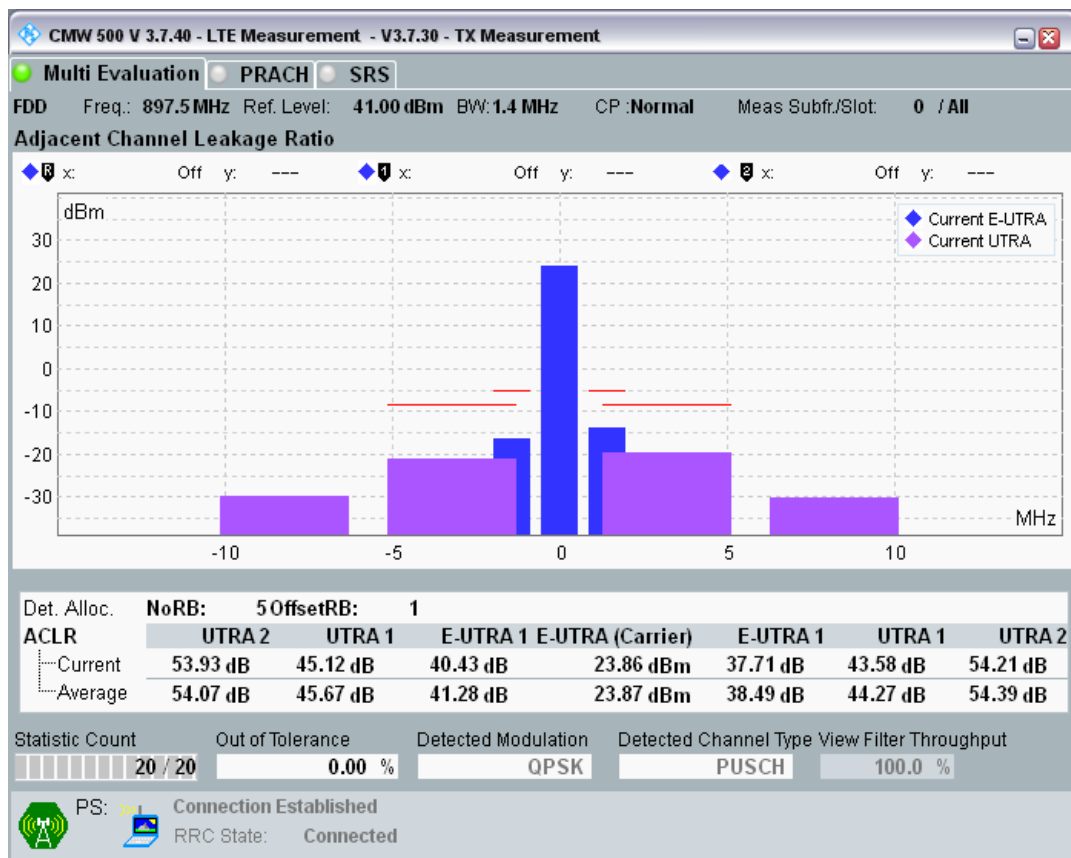 CMW 500 V 3.7.40 - LTE Measurement - V3.7.30 - TX Measurement
Multi Evaluation PRACH SRS
FDD Freq.: 897.5 MHz Ref. Level: 41.00 dBm BW: 1.4 MHz CP :Normal Meas Subfr./Slot: 0 / All
Adjacent Channel Leakage Ratio
R x: Off y: --- 1 x: Off y: --- 2 x: Off y: ---
dBm
Current E-UTRA
Current UTRA
30
20
10
0
-10
-20
-30
MHz
-10 -5 0 5 10
Det. Alloc. NoRB: 5 OffsetRB: 1
ACLR UTRA 2 UTRA 1 E-UTRA 1 E-UTRA (Carrier) E-UTRA 1 UTRA 1 UTRA 2
Current 53.93 dB 45.12 dB 40.43 dB 23.86 dBm 37.71 dB 43.58 dB 54.21 dB
Average 54.07 dB 45.67 dB 41.28 dB 23.87 dBm 38.49 dB 44.27 dB 54.39 dB
Statistic Count Out of Tolerance Detected Modulation Detected Channel Type View Filter Throughput
20 / 20 0.00 % QPSK PUSCH 100.0 %
PS: Connection Established
RRC State: Connected